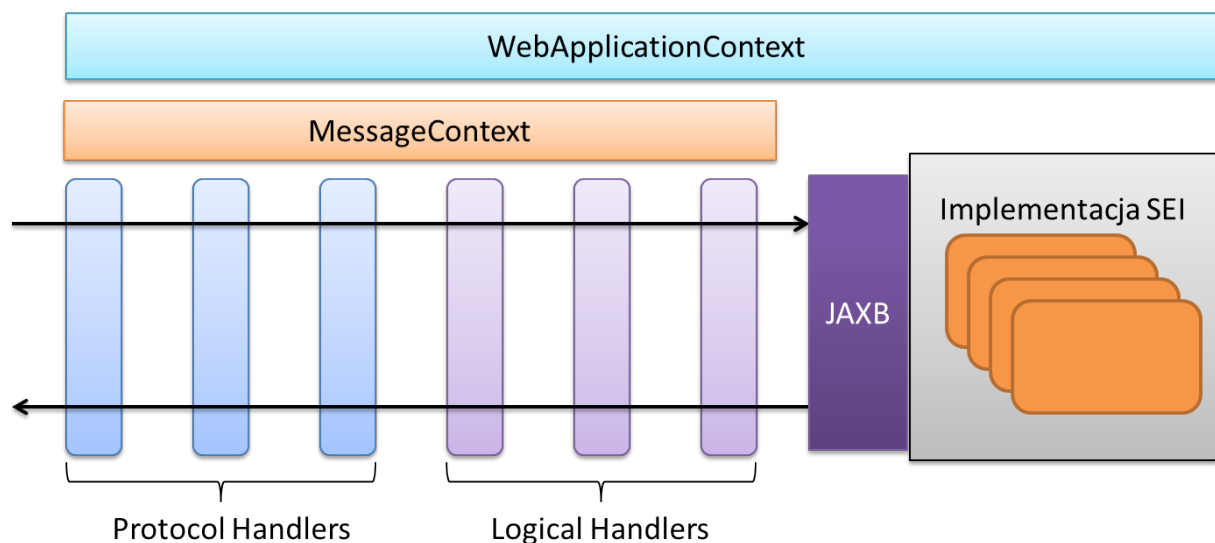 WebApplicationContext
MessageContext
Implementacja SEI
JAXB
Protocol Handlers
Logical Handlers